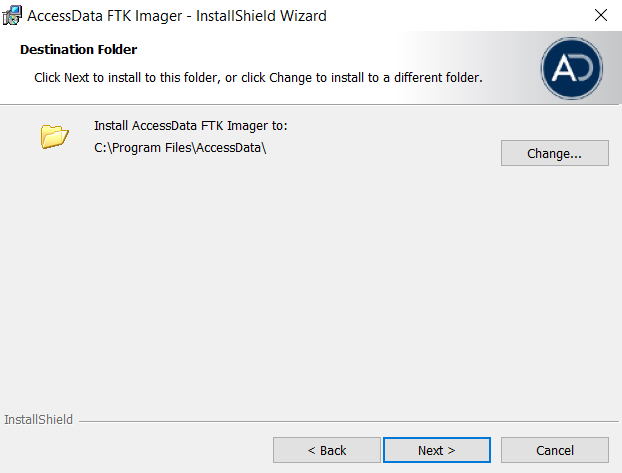 AccessData FTK Imager - InstallShield Wizard
Destination Folder
Click Next to install to this folder, or click Change to install to a different folder.
AD
Install AccessData FTK Imager to:
C:\Program Files\AccessData\
Change...
InstallShield
< Back
Next >
Cancel